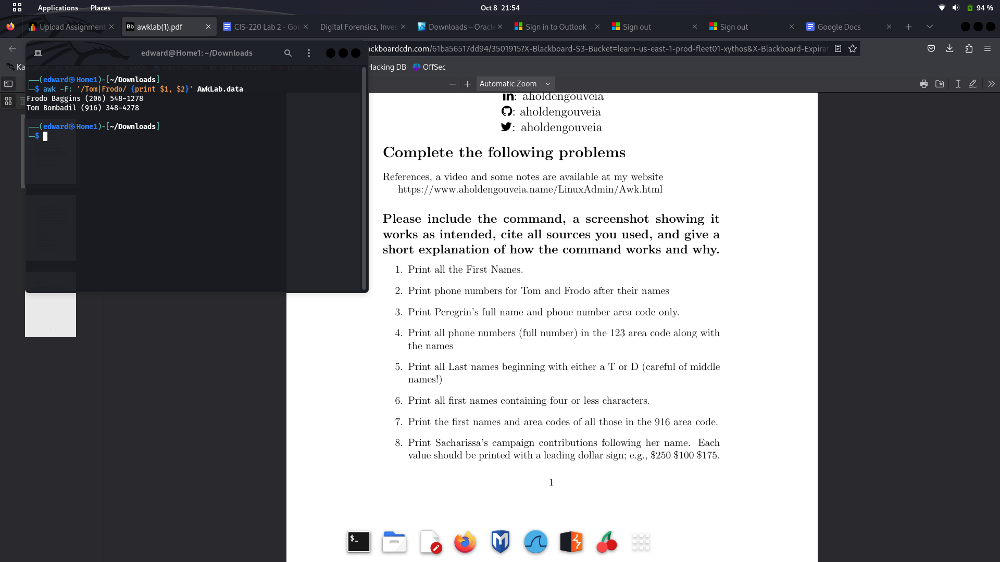 Applications Places Oct 8 21:54 94 %
Upload Assignment
Bb awklab(1).pdf
CIS-220 Lab 2 - Goo
Digital Forensics, Inves
Downloads – Oracle
Sign in to Outlook
Sign out
Sign out
Google Docs
edward@Home1: ~/Downloads
ackboardcdn.com/61ba56517dd94/3501915?X-Blackboard-S3-Bucket=learn-us-east-1-prod-fleet01-xythos&X-Blackboard-Expirat
Hacking DB OffSec
Automatic Zoom
(edward㉿Home1)-[~/Downloads]
$ awk -F: '/Tom|Frodo/ {print $1, $2}' AwkLab.data
Frodo Baggins (206) 548-1278
Tom Bombadil (916) 348-4278
(edward㉿Home1)-[~/Downloads]
$
in: aholdengouveia
: aholdengouveia
: aholdengouveia
Complete the following problems
References, a video and some notes are available at my website
https://www.aholdengouveia.name/LinuxAdmin/Awk.html
Please include the command, a screenshot showing it
works as intended, cite all sources you used, and give a
short explanation of how the command works and why.
1. Print all the First Names.
2. Print phone numbers for Tom and Frodo after their names
3. Print Peregrin's full name and phone number area code only.
4. Print all phone numbers (full number) in the 123 area code along with
the names
5. Print all Last names beginning with either a T or D (careful of middle
names!)
6. Print all first names containing four or less characters.
7. Print the first names and area codes of all those in the 916 area code.
8. Print Sacharissa's campaign contributions following her name. Each
value should be printed with a leading dollar sign; e.g., $250 $100 $175.
1
$_